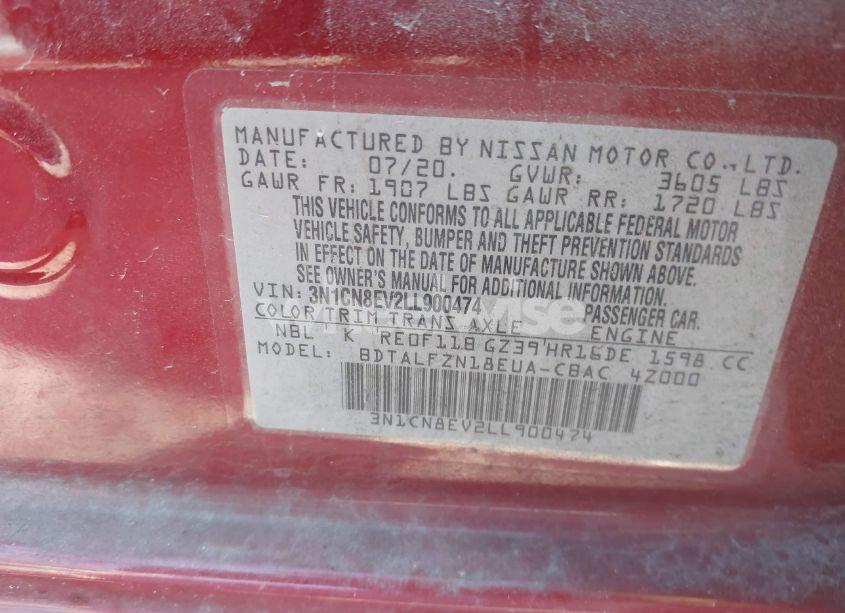 MANUFACTURED BY NISSAN MOTOR CO.,LTD.
DATE: 07/20. GVWR: 3605 LBS
GAWR FR: 1907 LBS GAWR RR: 1720 LBS
THIS VEHICLE CONFORMS TO ALL APPLICABLE FEDERAL MOTOR
VEHICLE SAFETY, BUMPER AND THEFT PREVENTION STANDARDS
IN EFFECT ON THE DATE OF MANUFACTURE SHOWN ABOVE.
SEE OWNER'S MANUAL FOR ADDITIONAL INFORMATION.
VIN: 3N1CN8EV2LL900474 PASSENGER CAR.
COLOR TRIM TRANS AXLE ENGINE
NBL K RE0F11B GZ39 HR16DE 1598 CC
MODEL: BDTALFZN18EUA-CBAC 4Z000
3N1CN8EV2LL900474